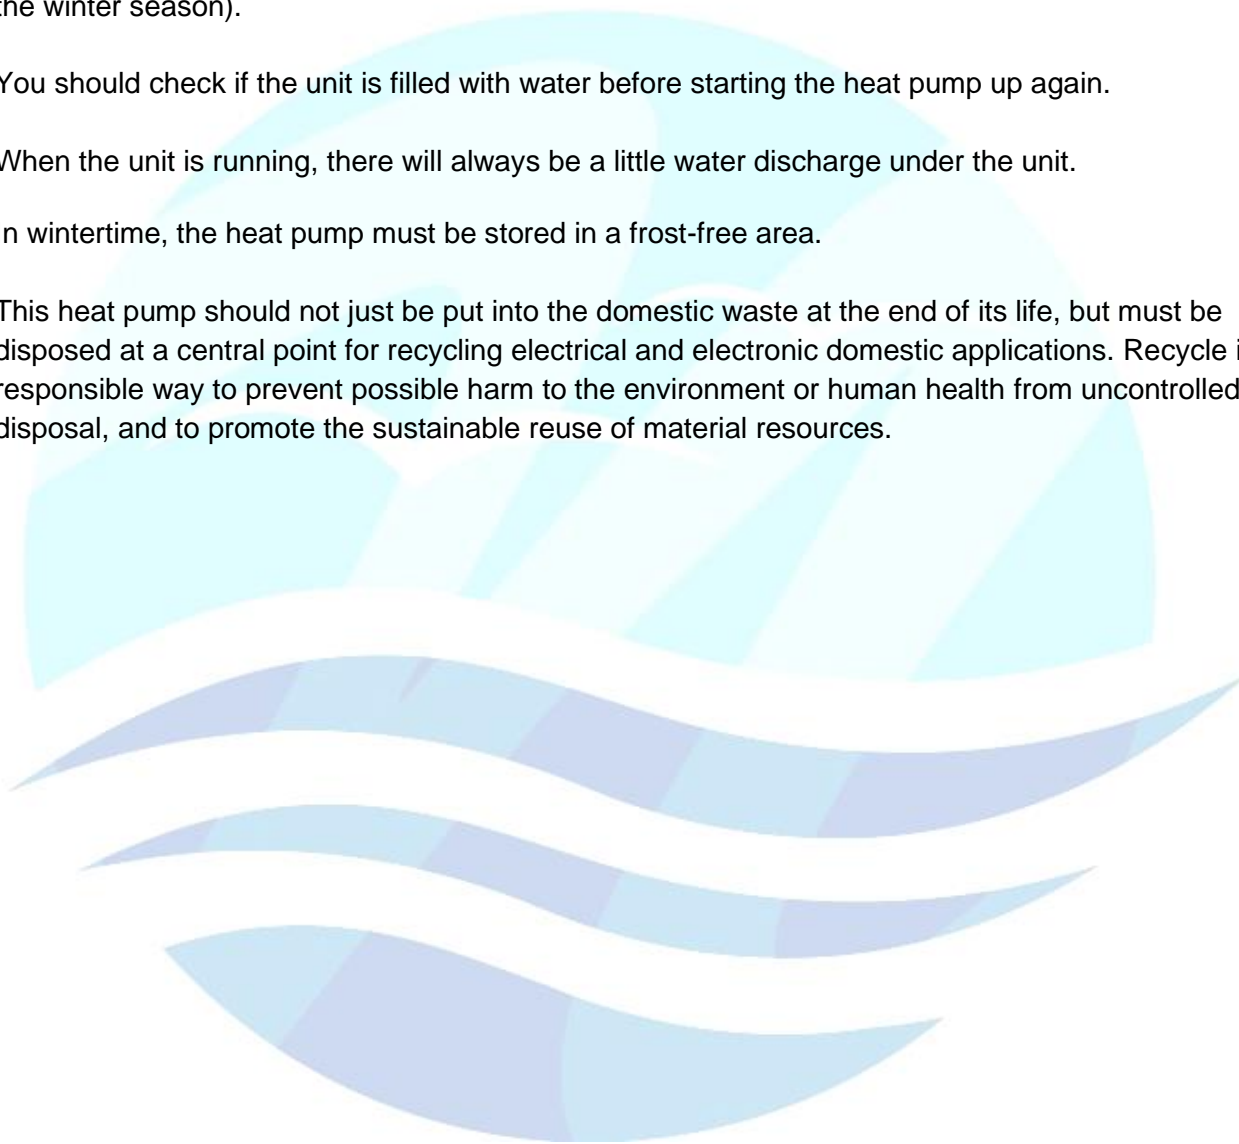 the winter season).
You should check if the unit is filled with water before starting the heat pump up again.
When the unit is running, there will always be a little water discharge under the unit.
In wintertime, the heat pump must be stored in a frost-free area.
This heat pump should not just be put into the domestic waste at the end of its life, but must be
disposed at a central point for recycling electrical and electronic domestic applications. Recycle
responsible way to prevent possible harm to the environment or human health from uncontrolled
disposal, and to promote the sustainable reuse of material resources.